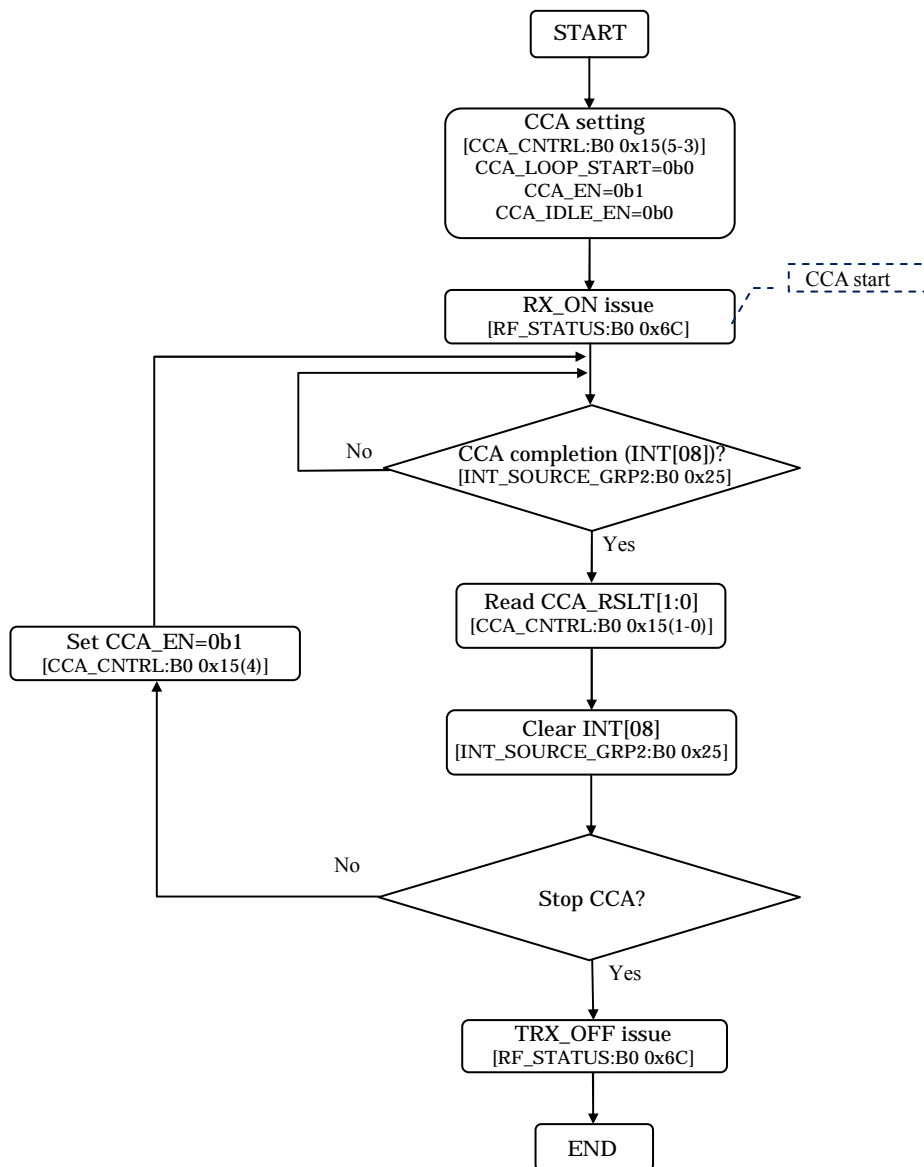 START
CCA setting
[CCA_CNTRL:B0 0x15(5-3)]
CCA_LOOP_START=0b0
CCA_EN=0b1
CCA_IDLE_EN=0b0
CCA start
RX_ON issue
[RF_STATUS:B0 0x6C]
No
CCA completion (INT[08])?
[INT_SOURCE_GRP2:B0 0x25]
Yes
Read CCA_RSLT[1:0]
[CCA_CNTRL:B0 0x15(1-0)]
Set CCA_EN=0b1
[CCA_CNTRL:B0 0x15(4)]
Clear INT[08]
[INT_SOURCE_GRP2:B0 0x25]
No
Stop CCA?
Yes
TRX_OFF issue
[RF_STATUS:B0 0x6C]
END